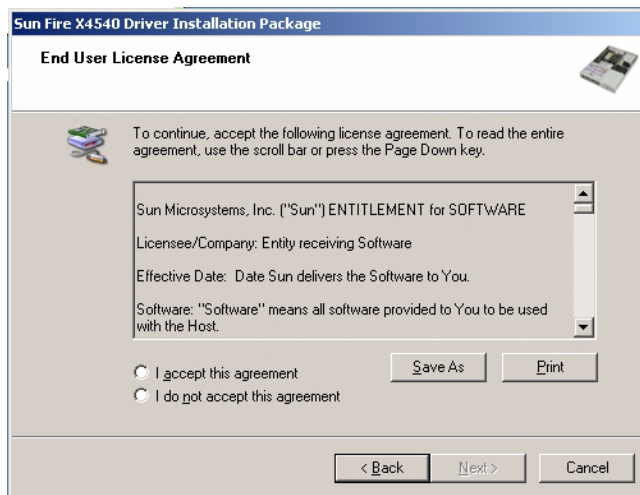 Sun Fire X4540 Driver Installation Package
End User License Agreement
To continue, accept the following license agreement. To read the entire
agreement, use the scroll bar or press the Page Down key.
Sun Microsystems, Inc. ("Sun") ENTITLEMENT for SOFTWARE
Licensee/Company: Entity receiving Software
Effective Date:  Date Sun delivers the Software to You.
Software: "Software" means all software provided to You to be used
with the Host.
I accept this agreement
I do not accept this agreement
Save As
Print
< Back
Next >
Cancel